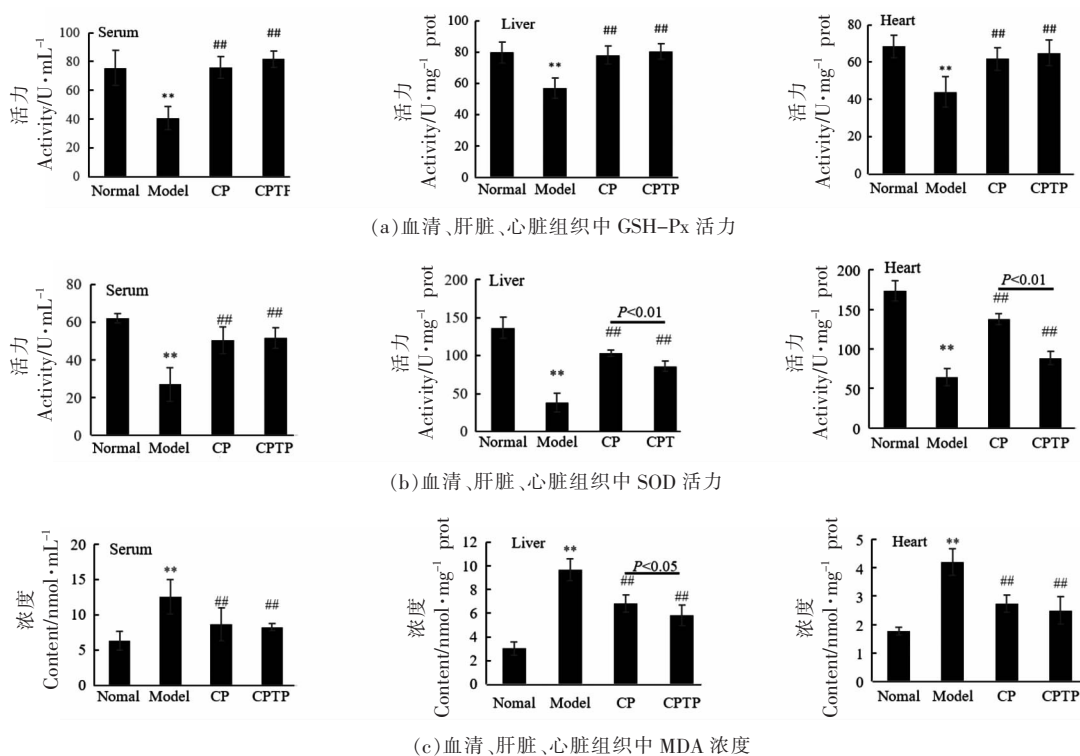 Serum
活力
Activity/U·mL⁻¹
100
80
60
40
20
0
**
##
##
Normal Model CP CPTP
Liver
活力
Activity/U·mg⁻¹ prot
100
80
60
40
20
0
**
##
##
Normal Model CP CPTP
Heart
活力
Activity/U·mg⁻¹ prot
80
60
40
20
0
**
##
##
Normal Model CP CPTP
(a)血清、肝脏、心脏组织中 GSH-Px 活力
Serum
活力
Activity/U·mL⁻¹
80
60
40
20
0
**
##
##
Normal Model CP CPTP
Liver
活力
Activity/U·mg⁻¹ prot
200
150
100
50
0
**
##
P<0.01
##
Normal Model CP CPT
Heart
活力
Activity/U·mg⁻¹ prot
200
150
100
50
0
**
##
P<0.01
##
Normal Model CP CPTP
(b)血清、肝脏、心脏组织中 SOD 活力
Serum
浓度
Content/nmol·mL⁻¹
20
15
10
5
0
**
##
##
Nomal Model CP CPTP
Liver
浓度
Content/nmol·mg⁻¹ prot
12
10
8
6
4
2
0
**
##
P<0.05
##
Nomal Model CP CPTP
Heart
浓度
Content/nmol·mg⁻¹ prot
5
4
3
2
1
0
**
##
##
Nomal Model CP CPTP
(c)血清、肝脏、心脏组织中 MDA 浓度